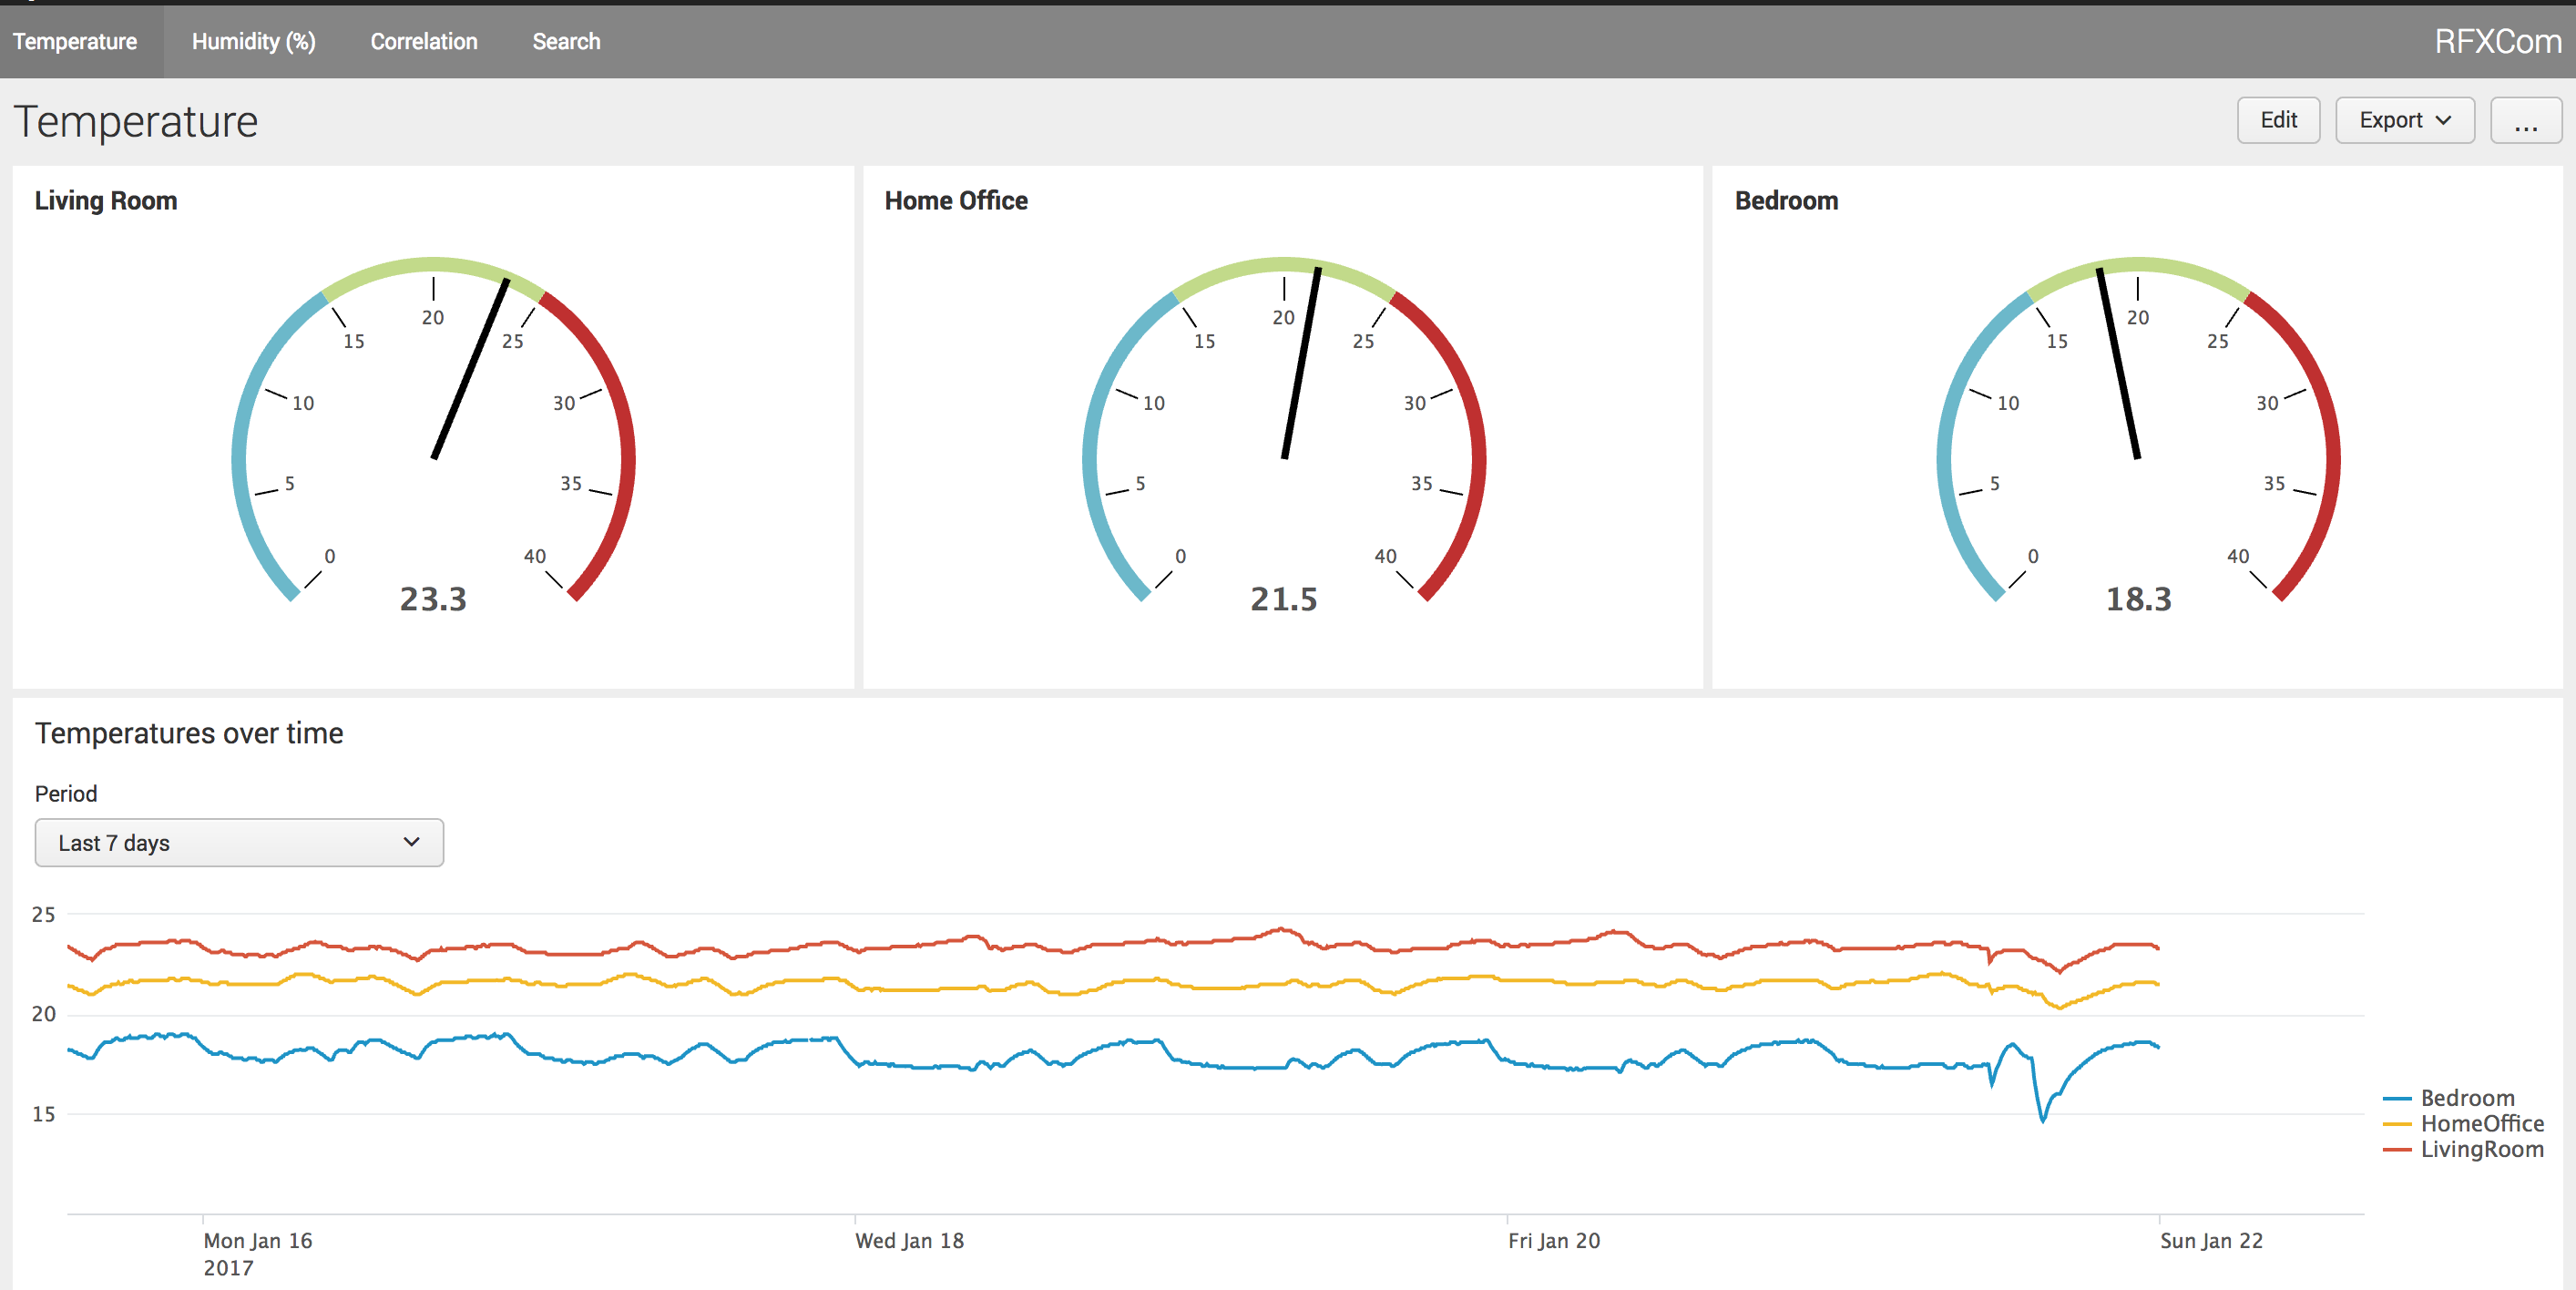 Temperature Humidity (%) Correlation Search RFXCom
Temperature Edit Export ...
Living Room
20
15 25
10 30
5 35
0 40
23.3
Home Office
20
15 25
10 30
5 35
0 40
21.5
Bedroom
20
15 25
10 30
5 35
0 40
18.3
Temperatures over time
Period
Last 7 days
25
20
15
Bedroom
HomeOffice
LivingRoom
Mon Jan 16 Wed Jan 18 Fri Jan 20 Sun Jan 22
2017